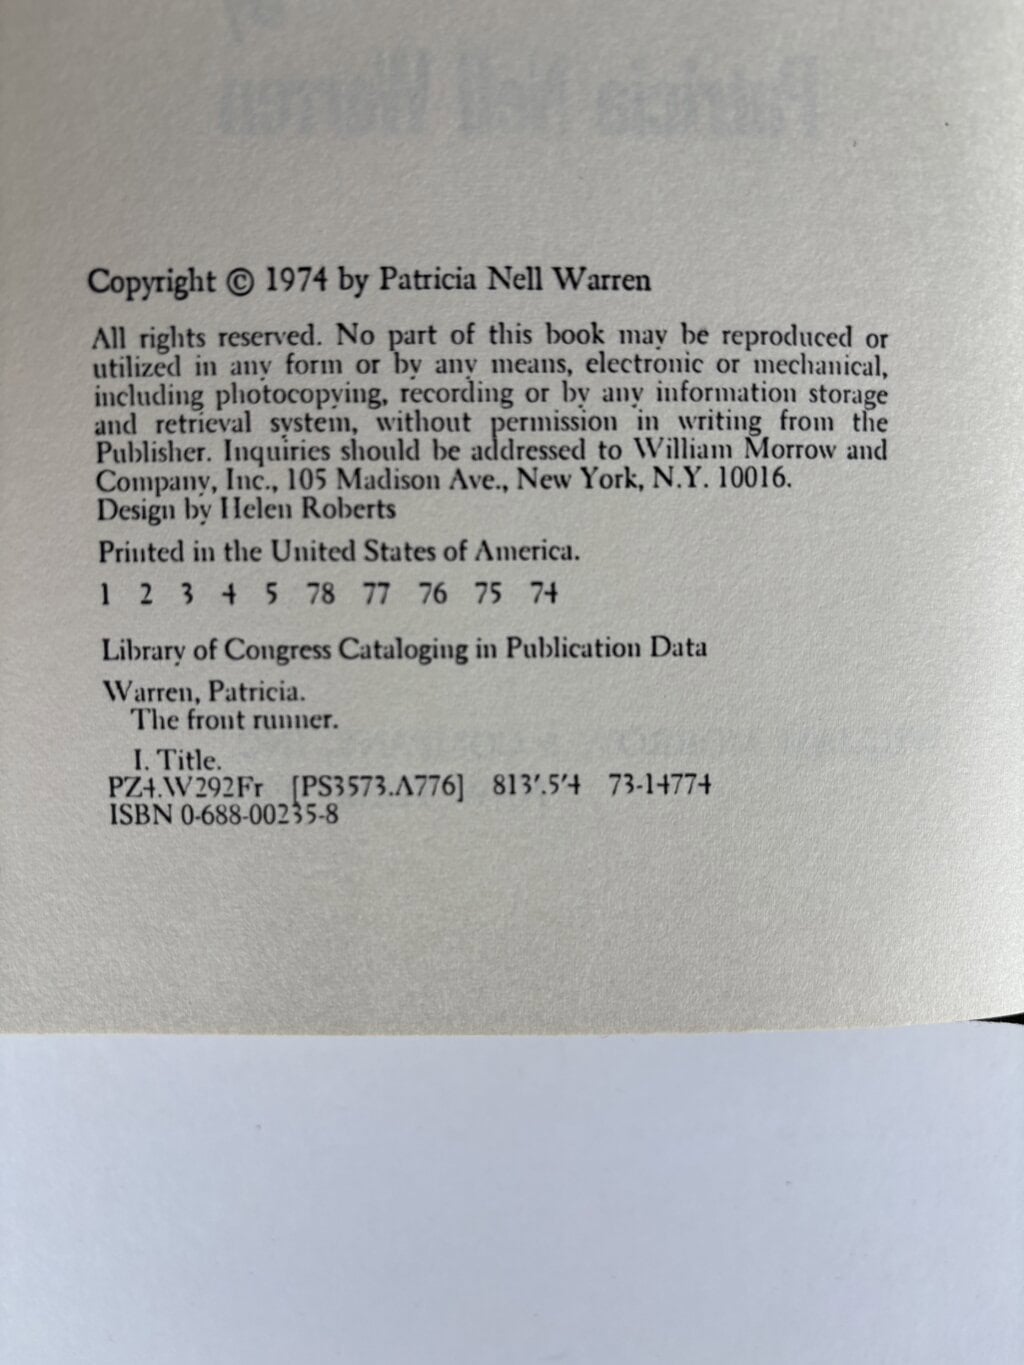 Copyright © 1974 by Patricia Nell Warren
All rights reserved. No part of this book may be reproduced or
utilized in any form or by any means, electronic or mechanical,
including photocopying, recording or by any information storage
and retrieval system, without permission in writing from the
Publisher. Inquiries should be addressed to William Morrow and
Company, Inc., 105 Madison Ave., New York, N.Y. 10016.
Design by Helen Roberts
Printed in the United States of America.
1 2 3 4 5 78 77 76 75 74
Library of Congress Cataloging in Publication Data
Warren, Patricia.
The front runner.
I. Title.
PZ4.W292Fr [PS3573.A776] 813'.5'4 73-14774
ISBN 0-688-00235-8